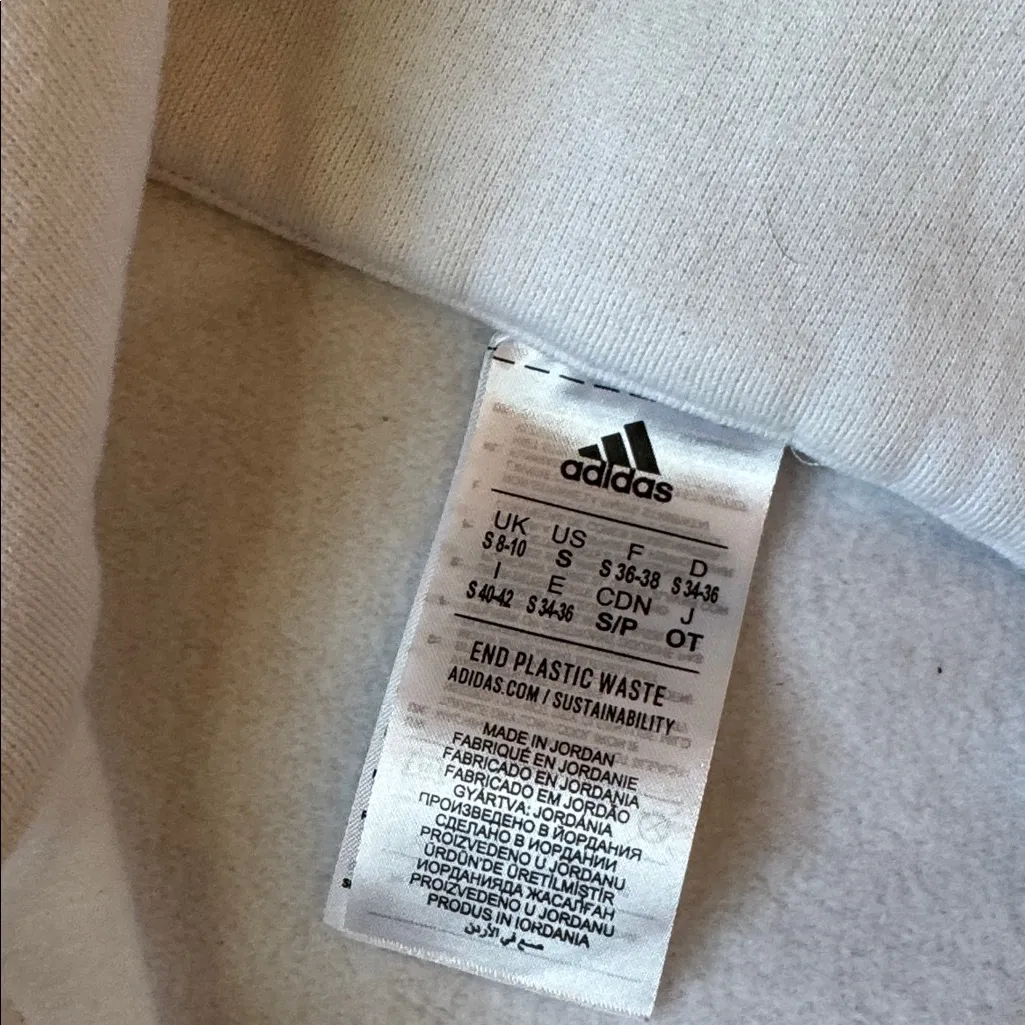 adidas
UK US F D
S 8-10 S S 36-38 S 34-36
I E CDN J
S 40-42 S 34-36 S/P OT
END PLASTIC WASTE
ADIDAS.COM / SUSTAINABILITY
MADE IN JORDAN
FABRIQUÉ EN JORDANIE
FABRICADO EN JORDANIA
FABRICADO EM JORDÃO
GYÁRTVA: JORDÁNIA
ПРОИЗВЕДЕНО В ЙОРДАНИЯ
СДЕЛАНО В ИОРДАНИИ
PROIZVEDENO U JORDANU
ÜRDÜN'DE ÜRETİLMİŞTİR
ИОРДАНИЯДА ЖАСАЛҒАН
PROIZVEDENO U JORDANU
PRODUS IN IORDANIA
صنع في الأردن